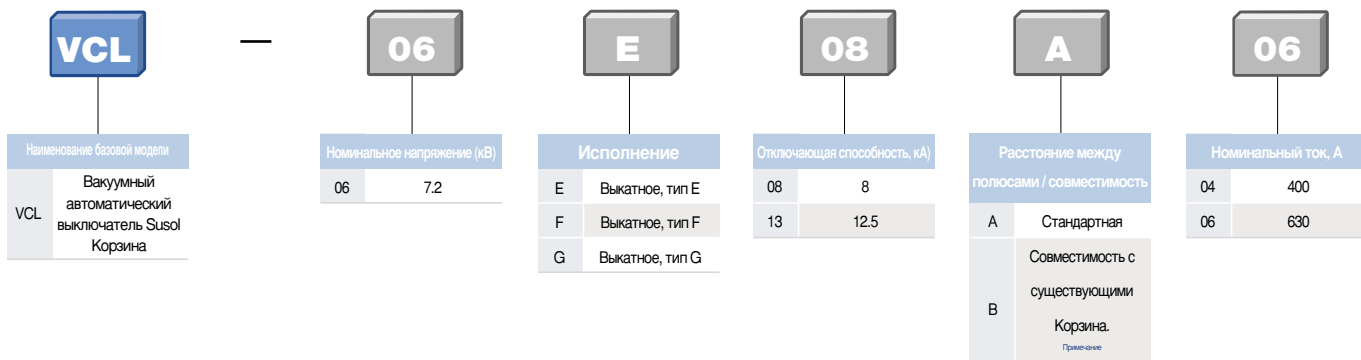 VCL — 06 E 08 A 06
Наименование базовой модели
VCL
Вакуумный
автоматический
выключатель Susol
Корзина
Номинальное напряжение (кВ)
06 7.2
Исполнение
E Выкатное, тип E
F Выкатное, тип F
G Выкатное, тип G
Отключающая способность, кА)
08 8
13 12.5
Расстояние между
полюсами / совместимость
A Стандартная
B
Совместимость с
существующими
Корзина.
Примечание
Номинальный ток, А
04 400
06 630